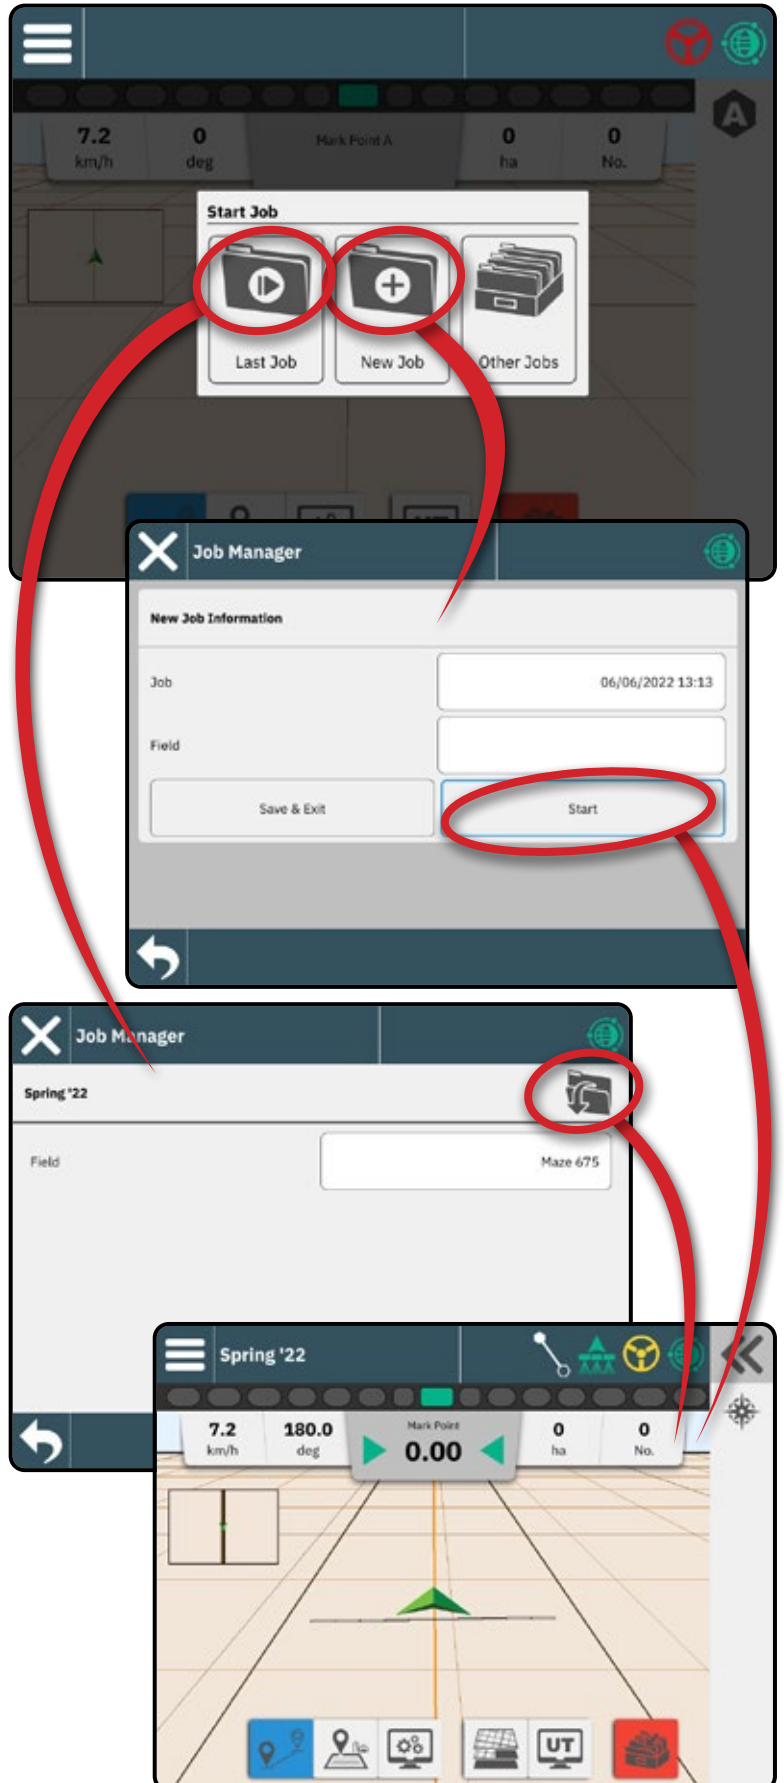 7.2 0 Mark Point A 0 0
km/h deg ha No.
A
Start Job
Last Job New Job Other Jobs
Job Manager
New Job Information
Job 06/06/2022 13:13
Field
Save & Exit Start
Job Manager
Spring '22
Field Maze 675
Spring '22
7.2 180.0 Mark Point 0 0
km/h deg 0.00 ha No.
UT